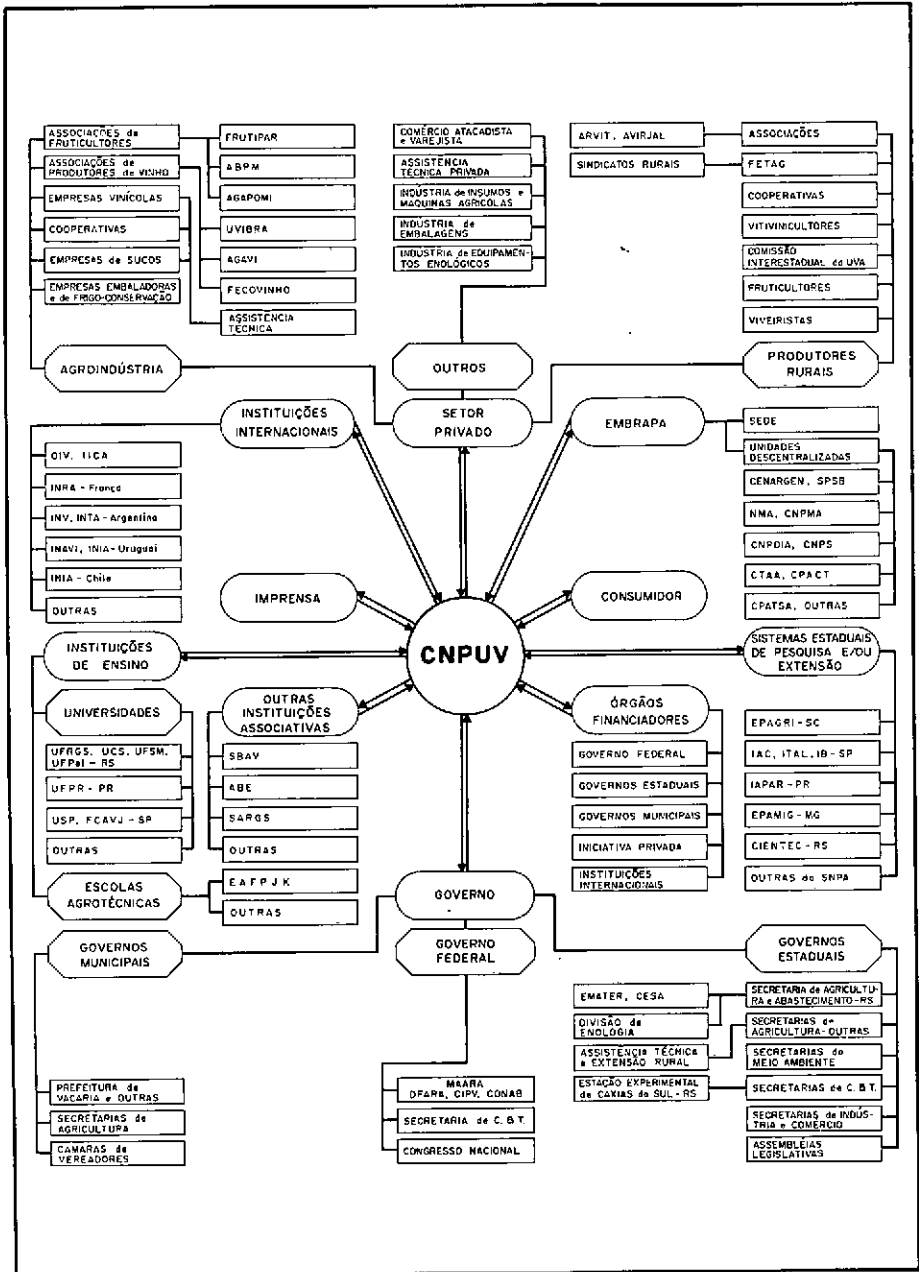 ASSOCIAÇÕES de
FRUTICULTORES
ASSOCIAÇÕES de
PRODUTORES de VINHO
EMPRESAS VINÍCOLAS
COOPERATIVAS
EMPRESAS de SUCOS
EMPRESAS EMBALADORAS
e de FRIGO-CONSERVAÇÃO
FRUTIPAR
ABPM
AGAPOMI
UVIBRA
AGAVI
FECOVINHO
ASSISTÊNCIA
TÉCNICA
COMÉRCIO ATACADISTA
e VAREJISTA
ASSISTÊNCIA
TÉCNICA PRIVADA
INDÚSTRIA de INSUMOS e
MÁQUINAS AGRÍCOLAS
INDÚSTRIA de
EMBALAGENS
INDÚSTRIA de EQUIPAMEN-
TOS ENOLÓGICOS
ARVIT, AVIRJAL
SINDICATOS RURAIS
ASSOCIAÇÕES
FETAG
COOPERATIVAS
VITIVINICULTORES
COMISSÃO
INTERESTADUAL da UVA
FRUTICULTORES
VIVEIRISTAS
AGROINDÚSTRIA
OUTROS
PRODUTORES
RURAIS
INSTITUIÇÕES
INTERNACIONAIS
SETOR
PRIVADO
EMBRAPA
OIV, IICA
INRA - França
INV, INTA - Argentina
INAVI, INIA - Uruguai
INIA - Chile
OUTRAS
SEDE
UNIDADES
DESCENTRALIZADAS
CENARGEN, SPSB
NMA, CNPMA
CNPDIA, CNPS
CTAA, CPACT
CPATSA, OUTRAS
IMPRENSA
CONSUMIDOR
CNPUV
INSTITUIÇÕES
DE ENSINO
SISTEMAS ESTADUAIS
DE PESQUISA E/OU
EXTENSÃO
UNIVERSIDADES
UFRGS, UCS, UFSM,
UFPel - RS
UFPR - PR
USP, FCAVJ - SP
OUTRAS
ESCOLAS
AGROTÉCNICAS
EAFPJK
OUTRAS
OUTRAS
INSTITUIÇÕES
ASSOCIATIVAS
SBAV
ABE
SARGS
OUTRAS
ÓRGÃOS
FINANCIADORES
GOVERNO FEDERAL
GOVERNOS ESTADUAIS
GOVERNOS MUNICIPAIS
INICIATIVA PRIVADA
INSTITUIÇÕES
INTERNACIONAIS
EPAGRI-SC
IAC, ITAL, IB-SP
IAPAR-PR
EPAMIG-MG
CIENTEC-RS
OUTRAS do SNPA
GOVERNO
GOVERNOS
MUNICIPAIS
GOVERNO
FEDERAL
GOVERNOS
ESTADUAIS
PREFEITURA de
VACARIA e OUTRAS
SECRETARIAS de
AGRICULTURA
CÂMARAS de
VEREADORES
MAARA
DFARA, CIPV, CONAB
SECRETARIA de C. & T.
CONGRESSO NACIONAL
EMATER, CESA
DIVISÃO de
ENOLOGIA
ASSISTÊNCIA TÉCNICA
e EXTENSÃO RURAL
ESTAÇÃO EXPERIMENTAL
de CAXIAS do SUL - RS
SECRETARIA de AGRICULTU-
RA e ABASTECIMENTO-RS
SECRETARIAS de
AGRICULTURA-OUTRAS
SECRETARIAS do
MEIO AMBIENTE
SECRETARIAS de C. & T.
SECRETARIAS de INDÚS-
TRIA e COMÉRCIO
ASSEMBLÉIAS
LEGISLATIVAS